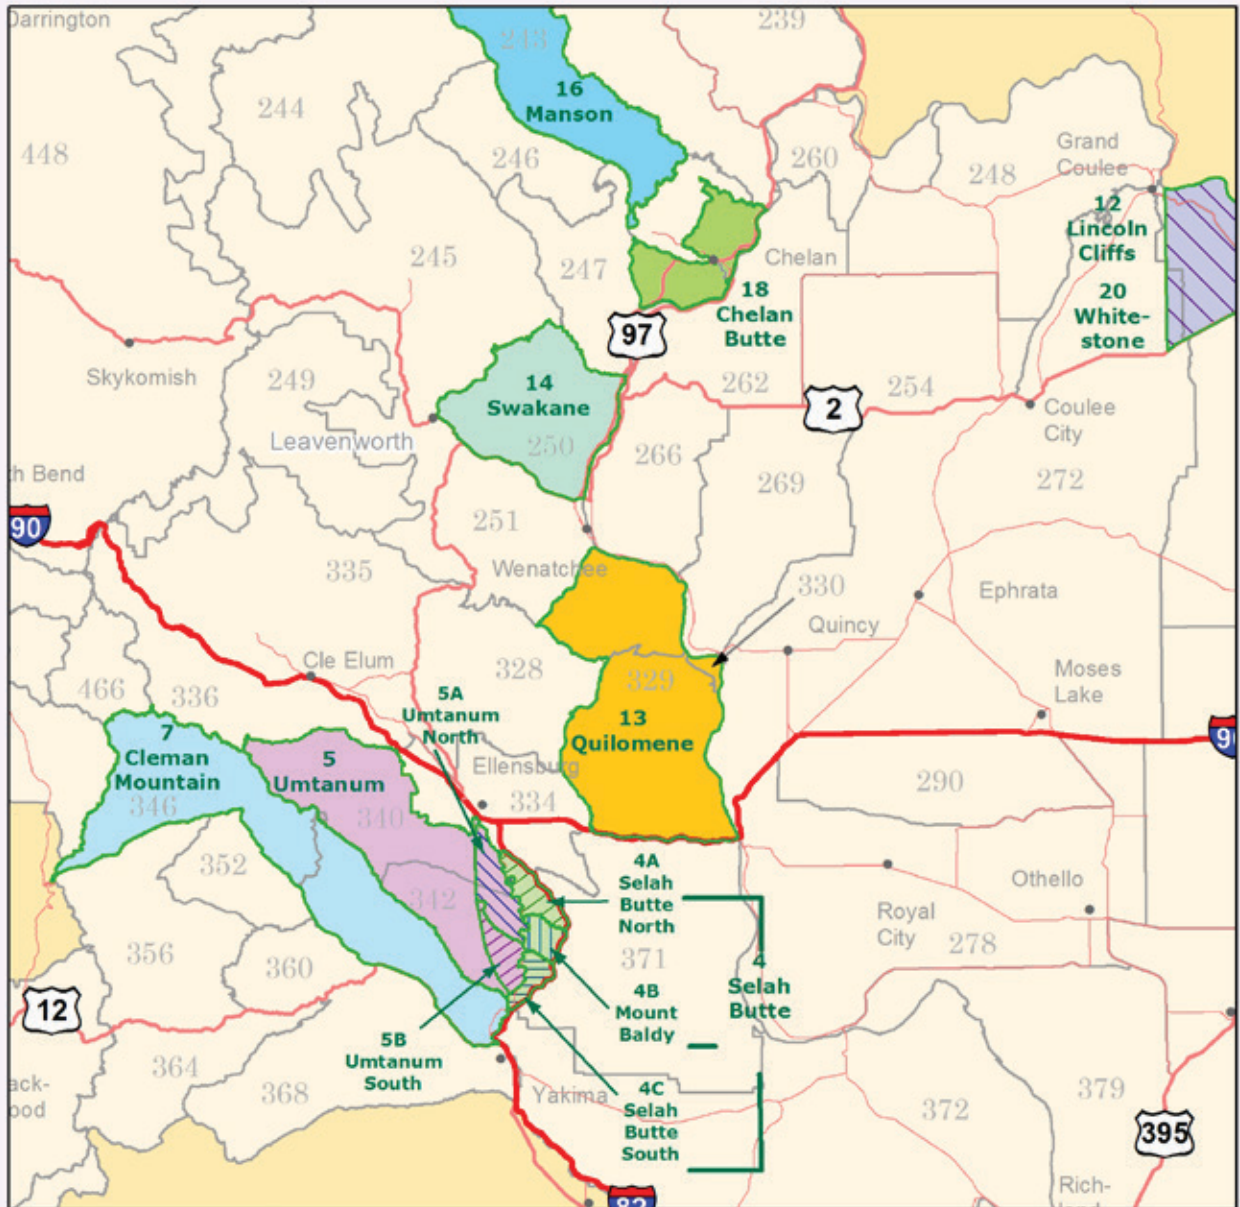 Darrington
239
243
16
Manson
244
448
246
260
Grand
Coulee
248
12
Lincoln
Cliffs
245
247
Chelan
18
Chelan
Butte
20
White-
stone
97
Skykomish
249
14
Swakane
262
2
254
Coulee
City
Leavenworth
250
266
269
272
th Bend
90
251
335
Wenatchee
330
Ephrata
Quincy
Cle Elum
328
329
Moses
Lake
466
336
5A
Umtanum
North
13
Quilomene
7
Cleman
Mountain
5
Umtanum
Ellensburg
90
290
346
340
334
352
342
4A
Selah
Butte
North
Othello
Royal
City
278
356
360
371
4
Selah
Butte
4B
Mount
Baldy
12
5B
Umtanum
South
364
368
ack-
ood
Yakima
4C
Selah
Butte
South
372
379
395
Rich-
82